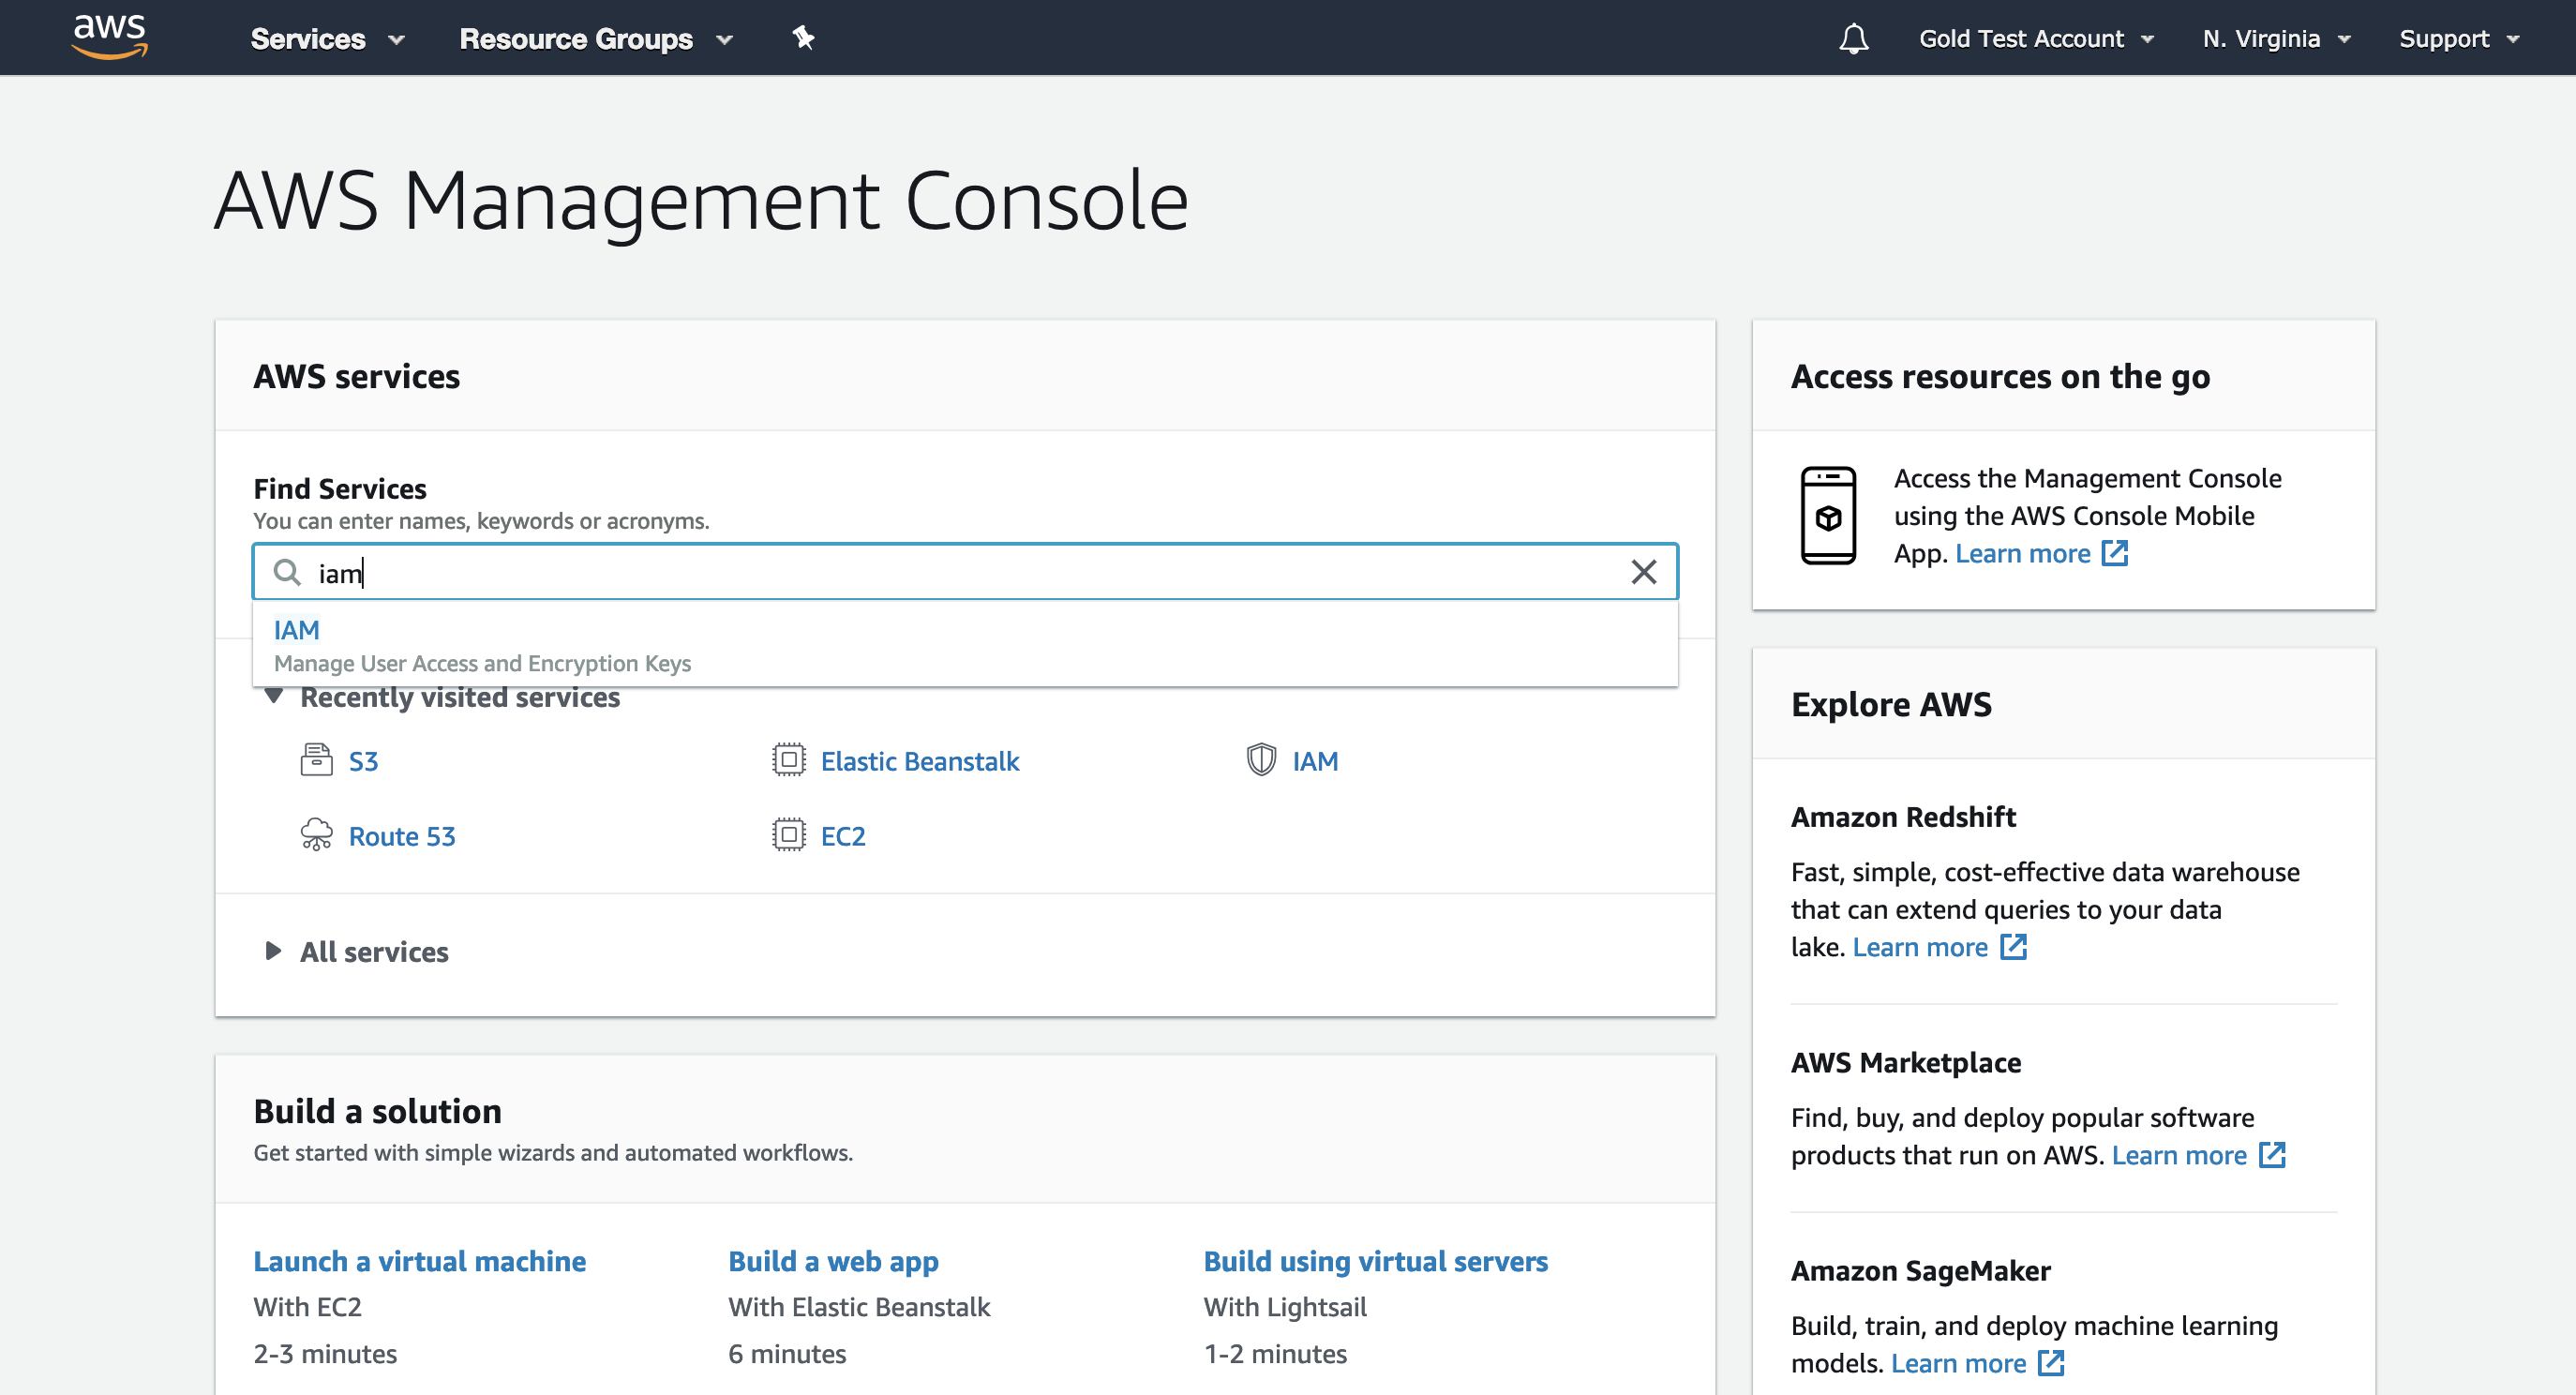 aws
Services
Resource Groups
Gold Test Account
N. Virginia
Support
AWS Management Console
AWS services
Find Services
You can enter names, keywords or acronyms.
iam
IAM
Manage User Access and Encryption Keys
Recently visited services
S3
Elastic Beanstalk
IAM
Route 53
EC2
All services
Build a solution
Get started with simple wizards and automated workflows.
Launch a virtual machine
With EC2
2-3 minutes
Build a web app
With Elastic Beanstalk
6 minutes
Build using virtual servers
With Lightsail
1-2 minutes
Access resources on the go
Access the Management Console
using the AWS Console Mobile
App. Learn more
Explore AWS
Amazon Redshift
Fast, simple, cost-effective data warehouse
that can extend queries to your data
lake. Learn more
AWS Marketplace
Find, buy, and deploy popular software
products that run on AWS. Learn more
Amazon SageMaker
Build, train, and deploy machine learning
models. Learn more